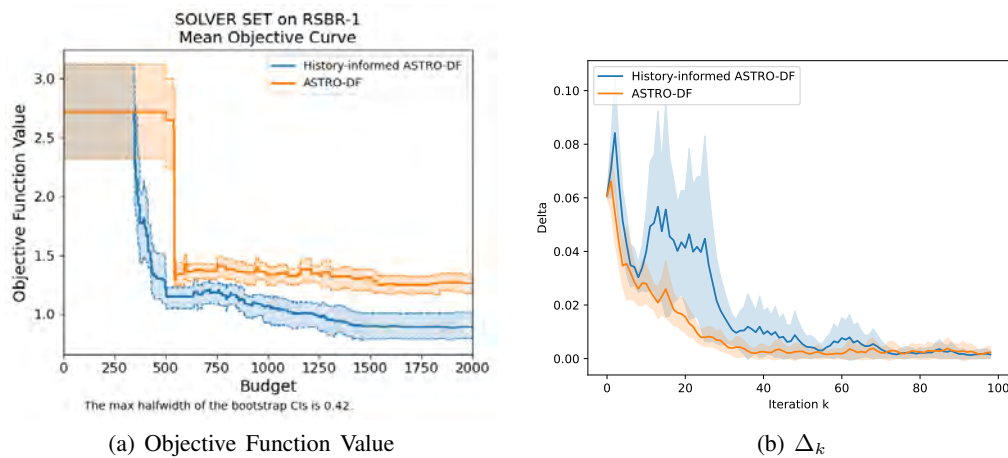 SOLVER SET on RSBR-1
Mean Objective Curve
Objective Function Value
3.0
2.5
2.0
1.5
1.0
History-informed ASTRO-DF
ASTRO-DF
0 250 500 750 1000 1250 1500 1750 2000
Budget
The max halfwidth of the bootstrap CIs is 0.42.
(a) Objective Function Value
Delta
0.10
0.08
0.06
0.04
0.02
0.00
History-informed ASTRO-DF
ASTRO-DF
0 20 40 60 80 100
Iteration k
(b) Δk